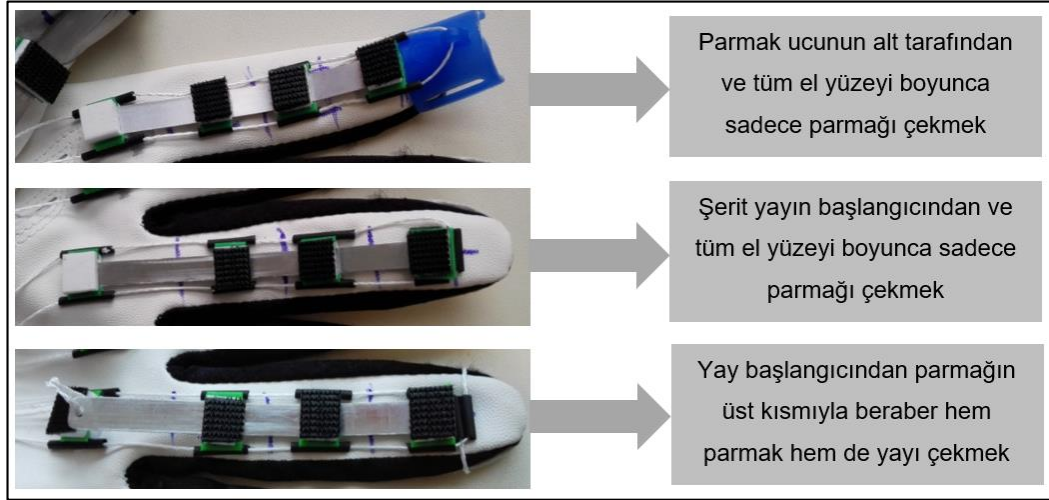 Parmak ucunun alt tarafından
ve tüm el yüzeyi boyunca
sadece parmağı çekmek
Şerit yayın başlangıcından ve
tüm el yüzeyi boyunca sadece
parmağı çekmek
Yay başlangıcından parmağın
üst kısmıyla beraber hem
parmak hem de yayı çekmek